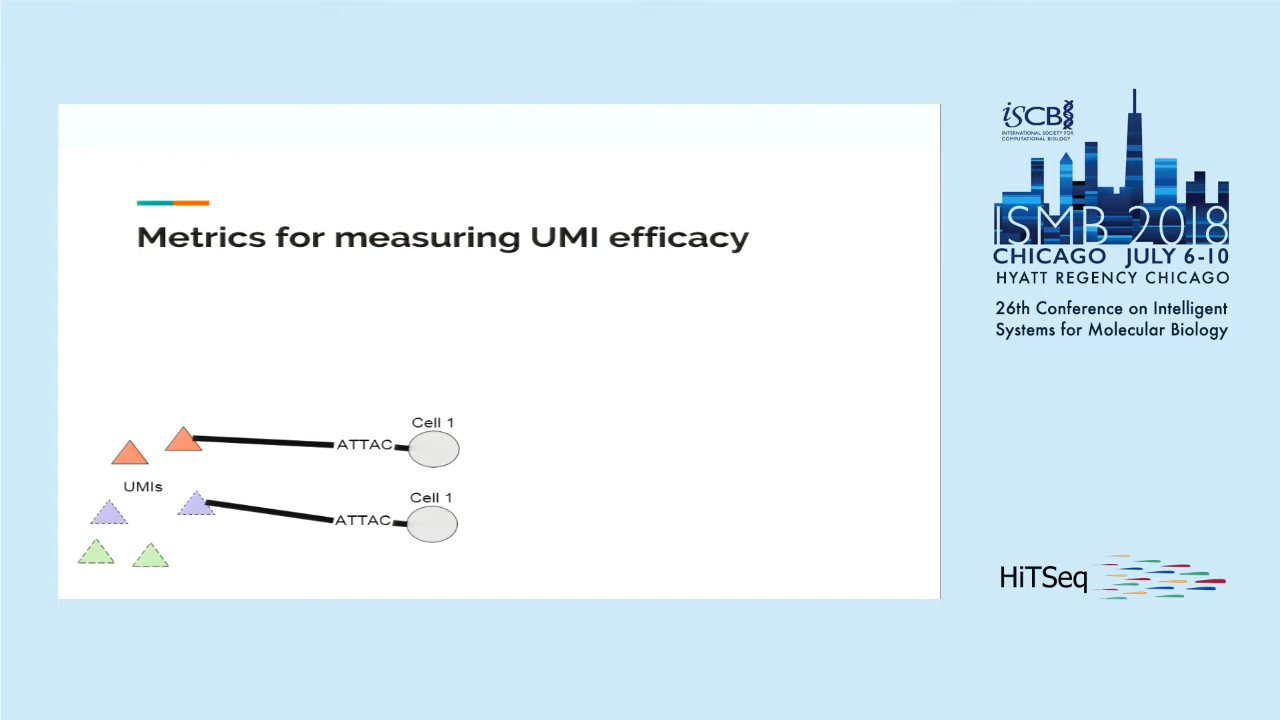 Metrics for measuring UMI efficacy
Cell 1
ATTAC
UMIs
Cell 1
ATTAC
iSCB
INTERNATIONAL SOCIETY FOR
COMPUTATIONAL BIOLOGY
ISMB 2018
CHICAGO JULY 6-10
HYATT REGENCY CHICAGO
26th Conference on Intelligent
Systems for Molecular Biology
HiTSeq